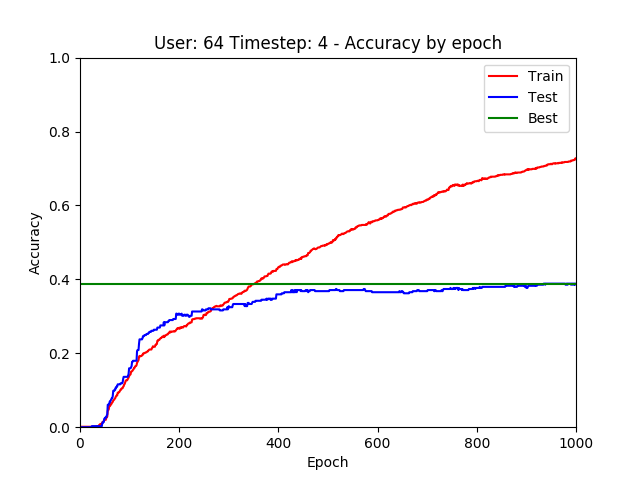 User: 64 Timestep: 4 - Accuracy by epoch
1.0
0.8
0.6
0.4
0.2
0.0
Accuracy
Train
Test
Best
0 200 400 600 800 1000
Epoch